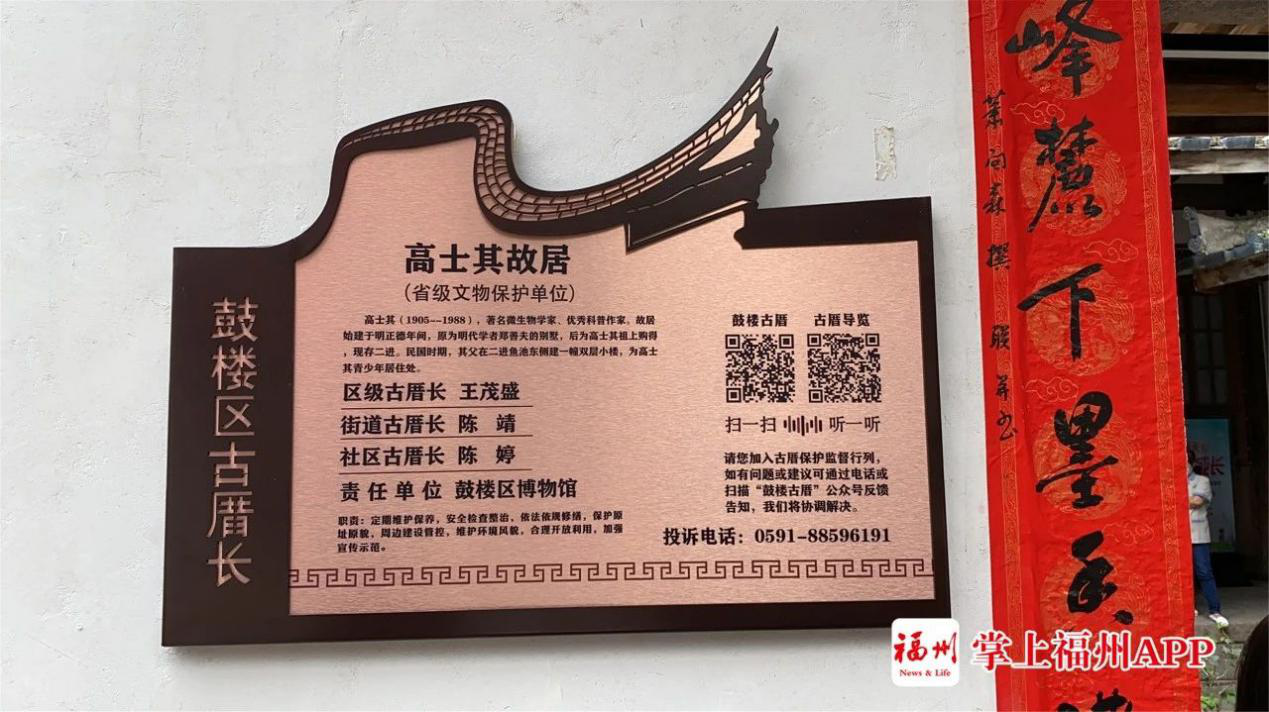 鼓楼区古厝长
高士其故居
（省级文物保护单位）
高士其（1905--1988），著名微生物学家、优秀科普作家。故居
始建于明正德年间，原为明代学者郑善夫的别墅，后为高士其祖上购得
，现存二进。民国时期，其父在二进鱼池东侧建一幢双层小楼，为高士
其青少年居住处。
区级古厝长 王茂盛
街道古厝长 陈 靖
社区古厝长 陈 婷
责任单位 鼓楼区博物馆
职责：定期维护保养，安全检查整治，依法依规修缮，保护原
址原貌，周边建设管控，维护环境风貌，合理开放利用，加强
宣传示范。
鼓楼古厝 古厝导览
扫一扫 听一听
请您加入古厝保护监督行列，
如有问题或建议可通过电话或
扫描“鼓楼古厝”公众号反馈
告知，我们将协调解决。
投诉电话：0591-88596191
峰麓下墨香
撰 联并书
长
福州
News & Life
掌上福州APP